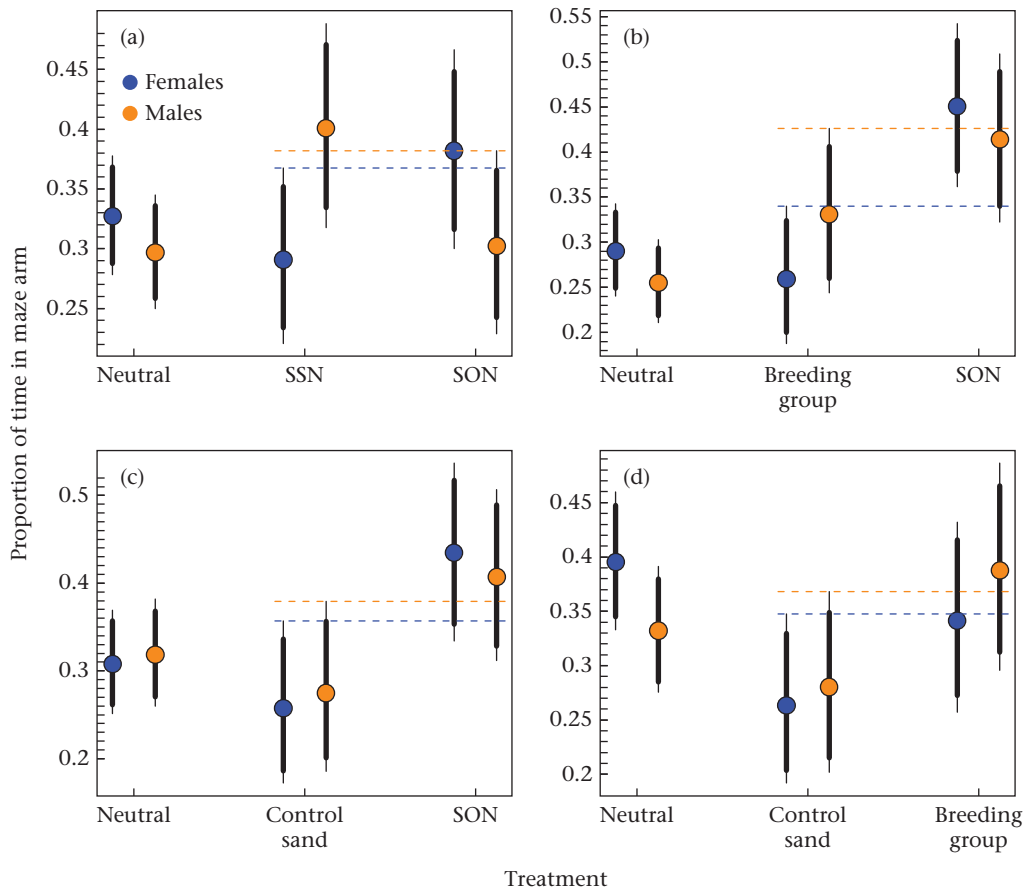 (a)
Females
Males
0.45
0.4
0.35
0.3
0.25
Neutral
SSN
SON
(b)
0.55
0.5
0.45
0.4
0.35
0.3
0.25
0.2
Neutral
Breeding
group
SON
Proportion of time in maze arm
(c)
0.5
0.4
0.3
0.2
Neutral
Control
sand
SON
(d)
0.45
0.4
0.35
0.3
0.25
0.2
Neutral
Control
sand
Breeding
group
Treatment